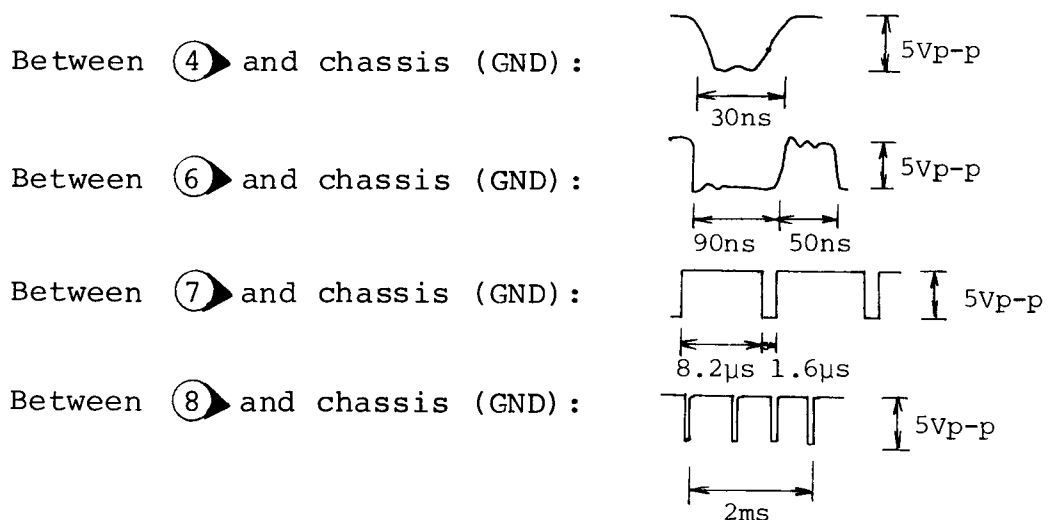 Between 4 and chassis (GND): 5Vp-p
30ns
Between 6 and chassis (GND): 5Vp-p
90ns 50ns
Between 7 and chassis (GND): 5Vp-p
8.2µs 1.6µs
Between 8 and chassis (GND): 5Vp-p
2ms